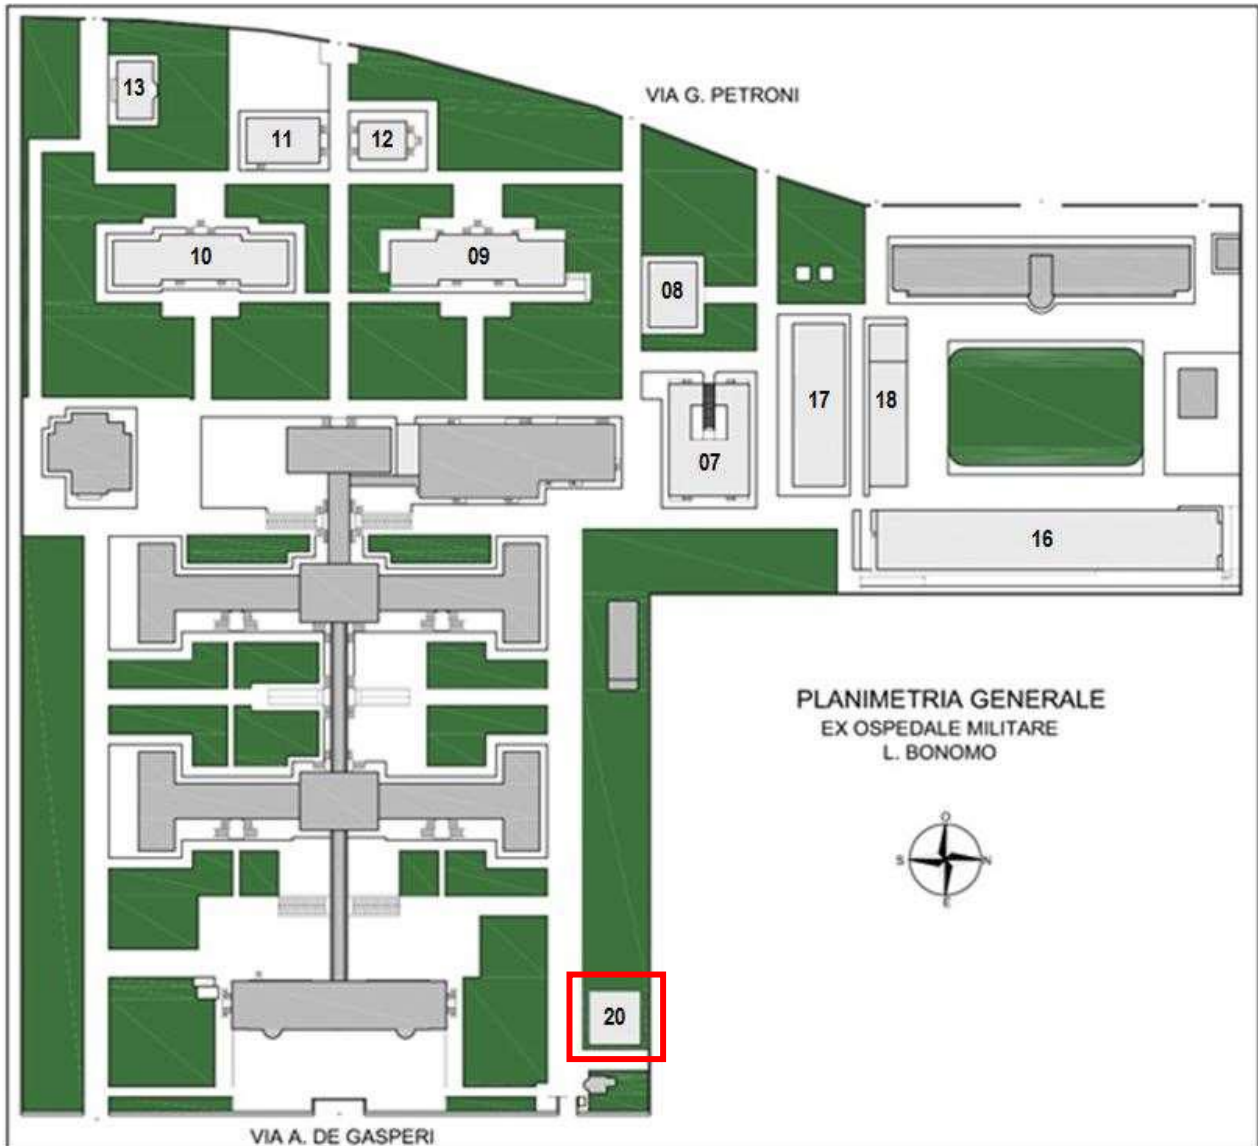 VIA G. PETRONI
13
11
12
10
09
08
17
18
07
16
PLANIMETRIA GENERALE
EX OSPEDALE MILITARE
L. BONOMO
O
S
N
E
20
VIA A. DE GASPERI